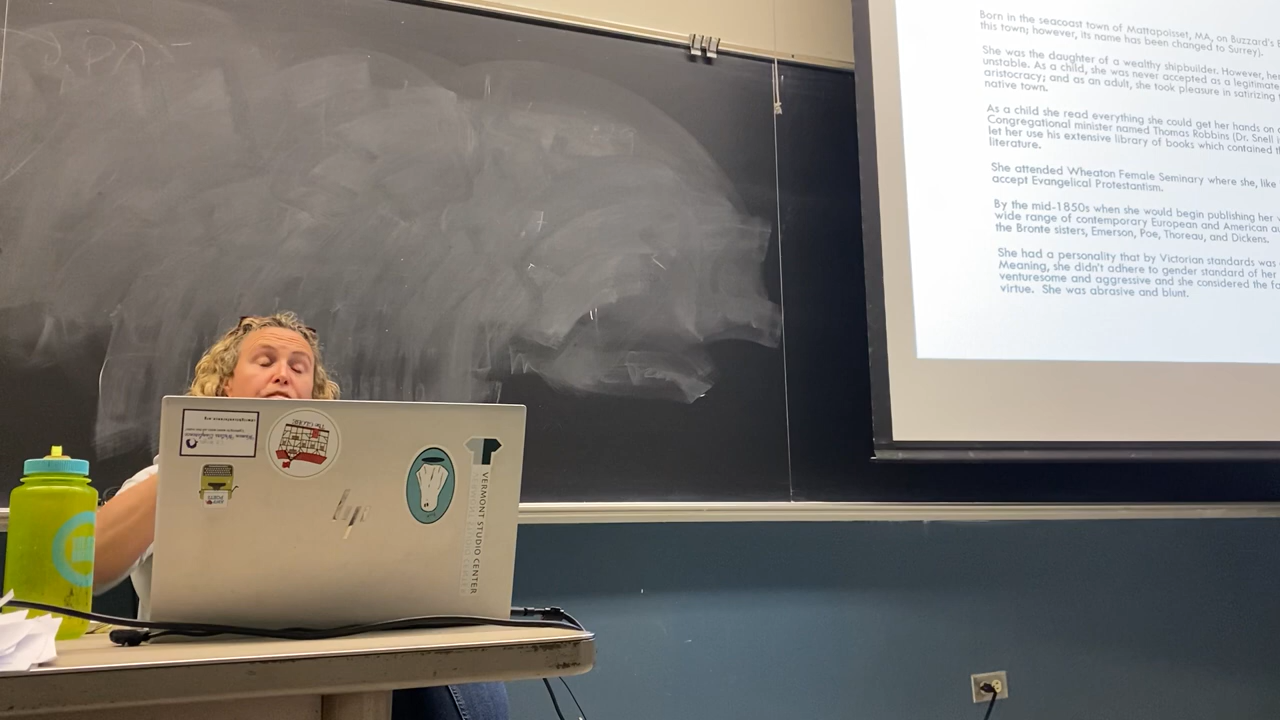 Born in the seacoast town of Mattapoisset, MA, on Buzzard's
this town; however, its name has been changed to Surrey).
She was the daughter of a wealthy shipbuilder. However, her
unstable. As a child, she was never accepted as a legitimate
aristocracy; and as an adult, she took pleasure in satirizing
native town.
As a child she read everything she could get her hands on
Congregational minister named Thomas Robbins (Dr. Snell
let her use his extensive library of books which contained
literature.
She attended Wheaton Female Seminary where she, like
accept Evangelical Protestantism.
By the mid-1850s when she would begin publishing her
wide range of contemporary European and American
the Bronte sisters, Emerson, Poe, Thoreau, and Dickens.
She had a personality that by Victorian standards was
Meaning, she didn't adhere to gender standard of her
venturesome and aggressive and she considered the
virtue. She was abrasive and blunt.
VERMONT STUDIO CENTER